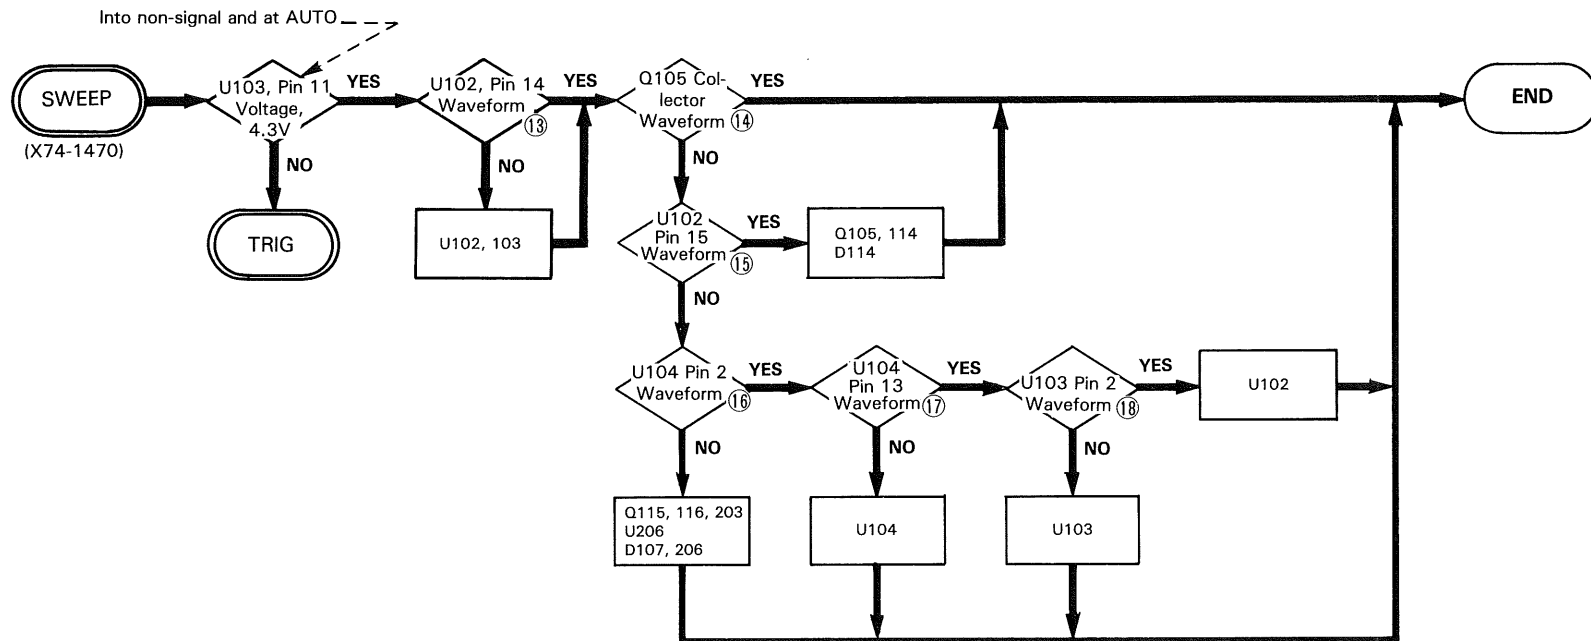 Into non-signal and at AUTO
SWEEP
(X74-1470)
U103, Pin 11
Voltage,
4.3V
YES
NO
TRIG
U102, Pin 14
Waveform
⑬
YES
NO
U102, 103
Q105 Col-
lector
Waveform ⑭
YES
NO
END
U102
Pin 15
Waveform ⑮
YES
NO
Q105, 114
D114
U104 Pin 2
Waveform ⑯
YES
NO
U104
Pin 13
Waveform ⑰
YES
NO
U103 Pin 2
Waveform ⑱
YES
NO
U102
Q115, 116, 203
U206
D107, 206
U104
U103